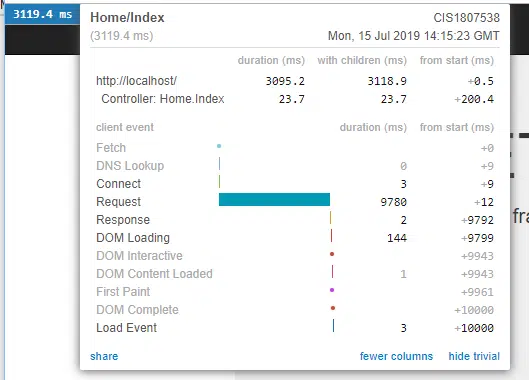 3119.4 ms
Home/Index CIS1807538
(3119.4 ms) Mon, 15 Jul 2019 14:15:23 GMT
duration (ms) with children (ms) from start (ms)
http://localhost/ 3095.2 3118.9 +0.5
Controller: Home.Index 23.7 23.7 +200.4
client event duration (ms) from start (ms)
Fetch +0
DNS Lookup 0 +9
Connect 3 +9
Request 9780 +12
Response 2 +9792
DOM Loading 144 +9799
DOM Interactive +9943
DOM Content Loaded 1 +9943
First Paint +9961
DOM Complete +10000
Load Event 3 +10000
share fewer columns hide trivial
fra